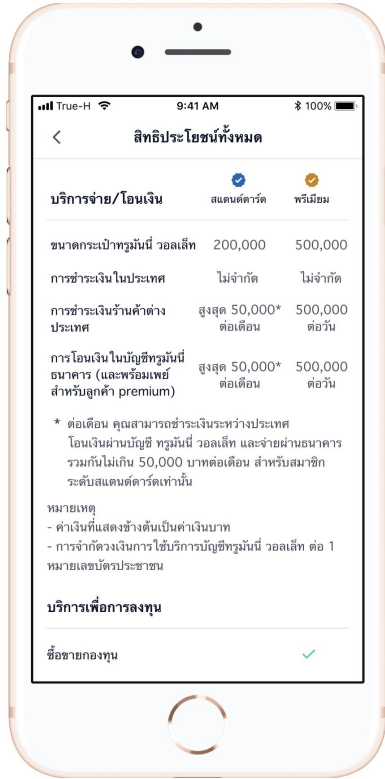 True-H 9:41 AM 100%
สิทธิประโยชน์ทั้งหมด
บริการจ่าย/โอนเงิน สแตนด์ดาร์ด พรีเมียม
ขนาดกระเป๋าทรูมันนี่ วอลเล็ท 200,000 500,000
การชำระเงินในประเทศ ไม่จำกัด ไม่จำกัด
การชำระเงินร้านค้าต่าง สูงสุด 50,000* 500,000
ประเทศ ต่อเดือน ต่อวัน
การโอนเงินในบัญชีทรูมันนี่
ธนาคาร (และพร้อมเพย์ สูงสุด 50,000* 500,000
สำหรับลูกค้า premium) ต่อเดือน ต่อวัน
* ต่อเดือน คุณสามารถชำระเงินระหว่างประเทศ
โอนเงินผ่านบัญชี ทรูมันนี่ วอลเล็ท และจ่ายผ่านธนาคาร
รวมกันไม่เกิน 50,000 บาทต่อเดือน สำหรับสมาชิก
ระดับสแตนด์ดาร์ดเท่านั้น
หมายเหตุ
- ค่าเงินที่แสดงข้างต้นเป็นค่าเงินบาท
- การจำกัดวงเงินการใช้บริการบัญชีทรูมันนี่ วอลเล็ท ต่อ 1
หมายเลขบัตรประชาชน
บริการเพื่อการลงทุน
ซื้อขายกองทุน